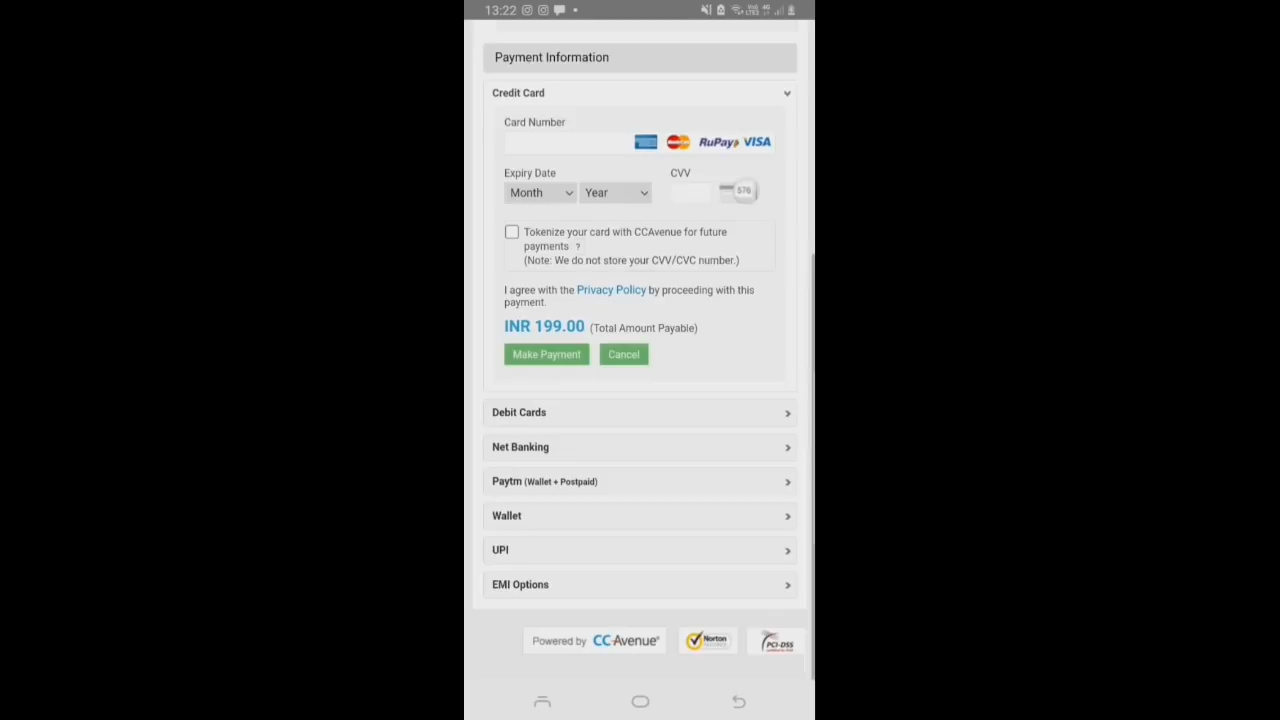 13:22
Payment Information
Credit Card
Card Number
RuPay VISA
Expiry Date CVV
Month Year 576
Tokenize your card with CCAvenue for future
payments ?
(Note: We do not store your CVV/CVC number.)
I agree with the Privacy Policy by proceeding with this
payment.
INR 199.00 (Total Amount Payable)
Make Payment Cancel
Debit Cards
Net Banking
Paytm (Wallet + Postpaid)
Wallet
UPI
EMI Options
Powered by CCAvenue Norton PCI-DSS